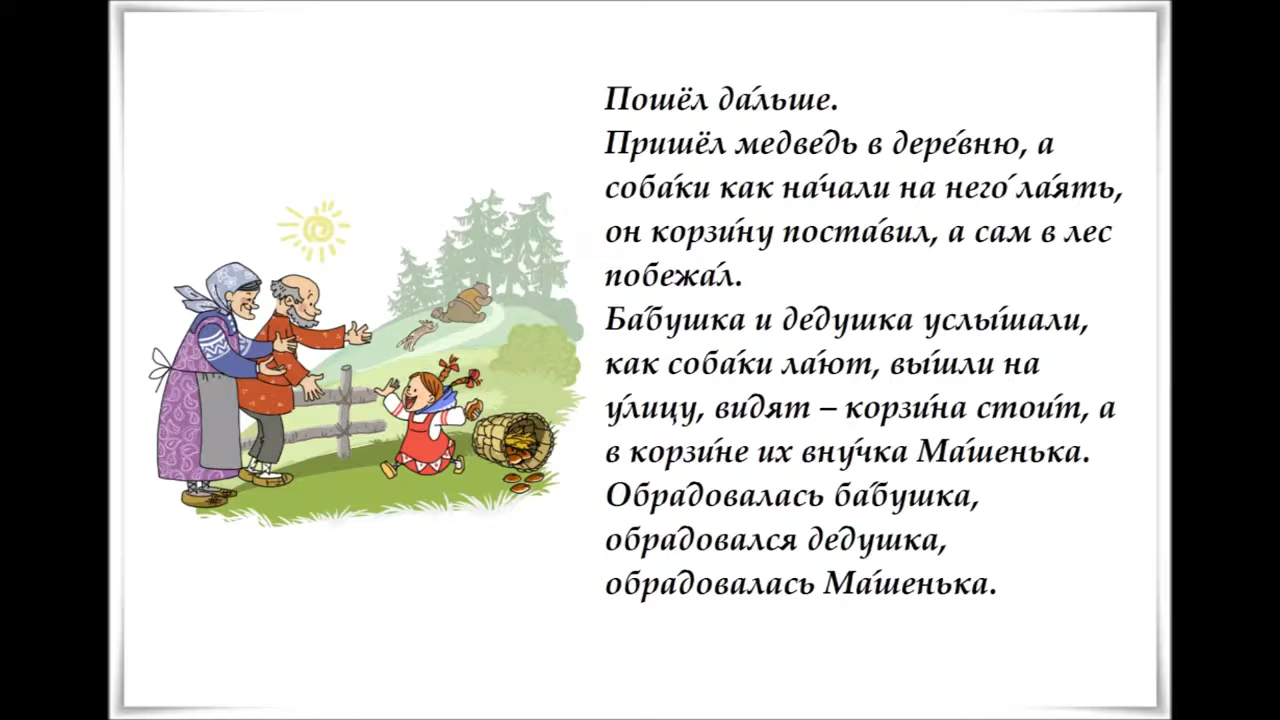 Пошёл да́льше.
Пришёл медведь в дере́вню, а
соба́ки как на́чали на него́ ла́ять,
он корзи́ну поста́вил, а сам в лес
побежа́л.
Ба́бушка и дедушка услы́шали,
как соба́ки ла́ют, вы́шли на
у́лицу, видят – корзи́на стои́т, а
в корзи́не их вну́чка Ма́шенька.
Обрадовалась ба́бушка,
обрадовался дедушка,
обрадовалась Ма́шенька.